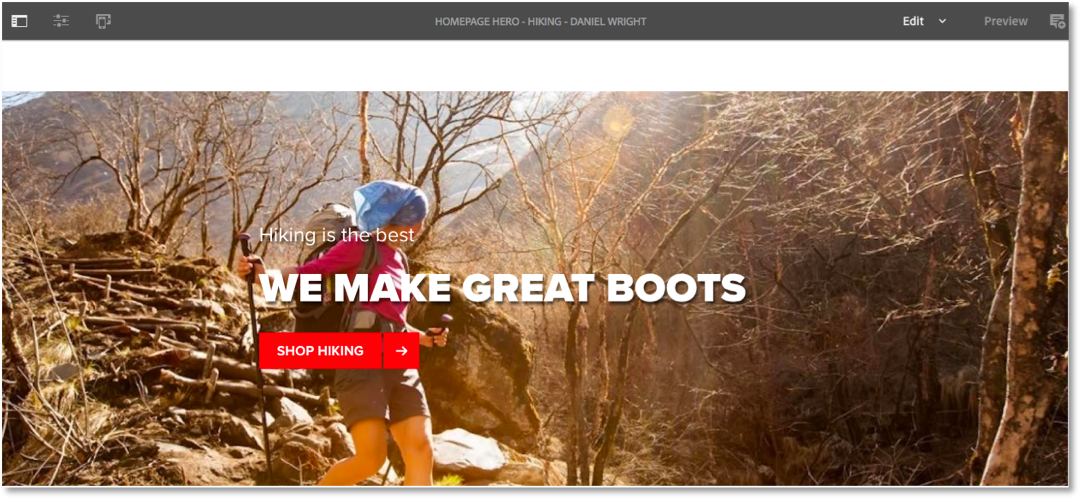 HOMEPAGE HERO - HIKING - DANIEL WRIGHT
Edit
Preview
Hiking is the best
WE MAKE GREAT BOOTS
SHOP HIKING